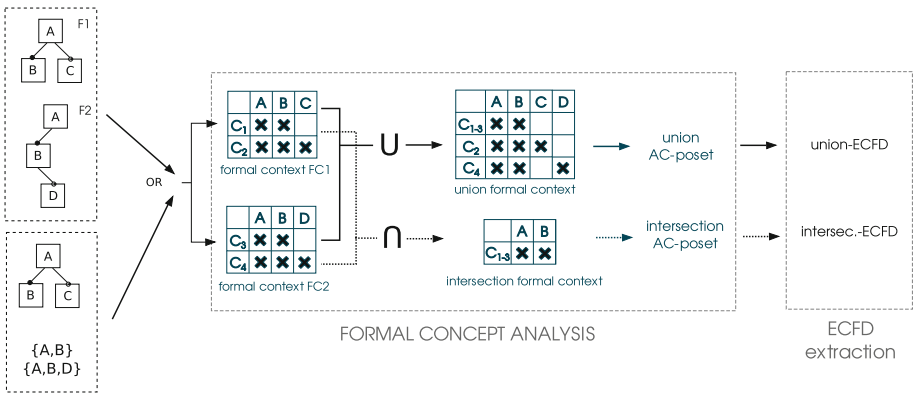 F1
A
B
C
F2
A
B
D
A
B
C
{A,B}
{A,B,D}
OR
A B C
C1
C2
formal context FC1
A B D
C3
C4
formal context FC2
∪
∩
A B C D
C1-3
C2
C4
union formal context
A B
C1-3
intersection formal context
union
AC-poset
intersection
AC-poset
union-ECFD
intersec.-ECFD
FORMAL CONCEPT ANALYSIS
ECFD
extraction